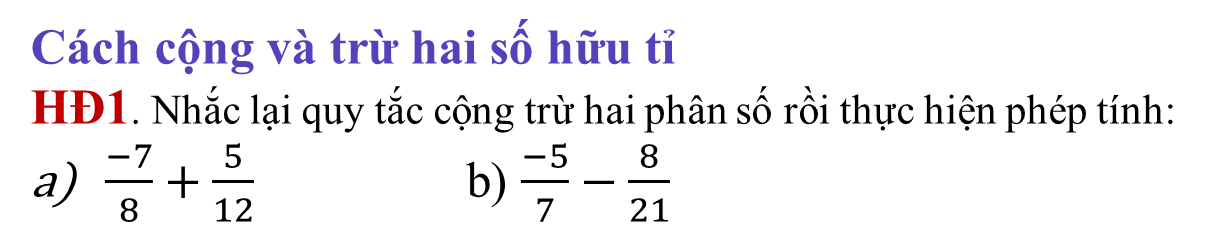 Cách cộng và trừ hai số hữu tỉ
HĐ1. Nhắc lại quy tắc cộng trừ hai phân số rồi thực hiện phép tính:
a) −7/8 + 5/12 b) −5/7 − 8/21